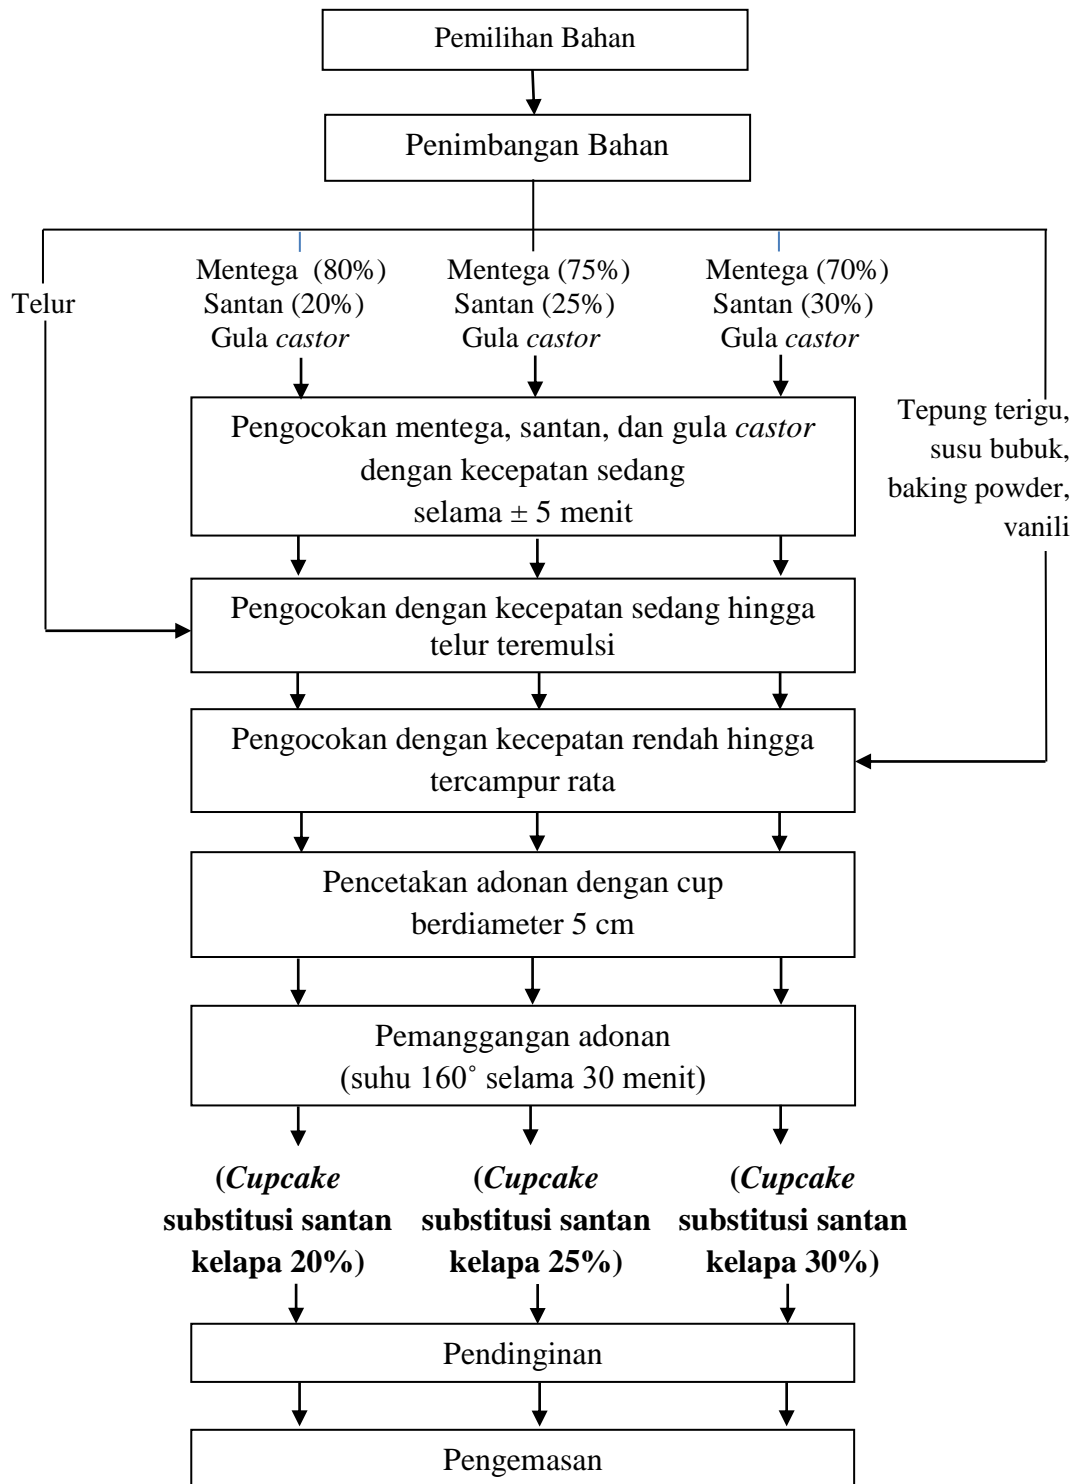 Pemilihan Bahan
Penimbangan Bahan
Telur
Mentega (80%)
Santan (20%)
Gula castor
Mentega (75%)
Santan (25%)
Gula castor
Mentega (70%)
Santan (30%)
Gula castor
Tepung terigu,
susu bubuk,
baking powder,
vanili
Pengocokan mentega, santan, dan gula castor
dengan kecepatan sedang
selama ± 5 menit
Pengocokan dengan kecepatan sedang hingga
telur teremulsi
Pengocokan dengan kecepatan rendah hingga
tercampur rata
Pencetakan adonan dengan cup
berdiameter 5 cm
Pemanggangan adonan
(suhu 160˚ selama 30 menit)
(Cupcake
substitusi santan
kelapa 20%)
(Cupcake
substitusi santan
kelapa 25%)
(Cupcake
substitusi santan
kelapa 30%)
Pendinginan
Pengemasan